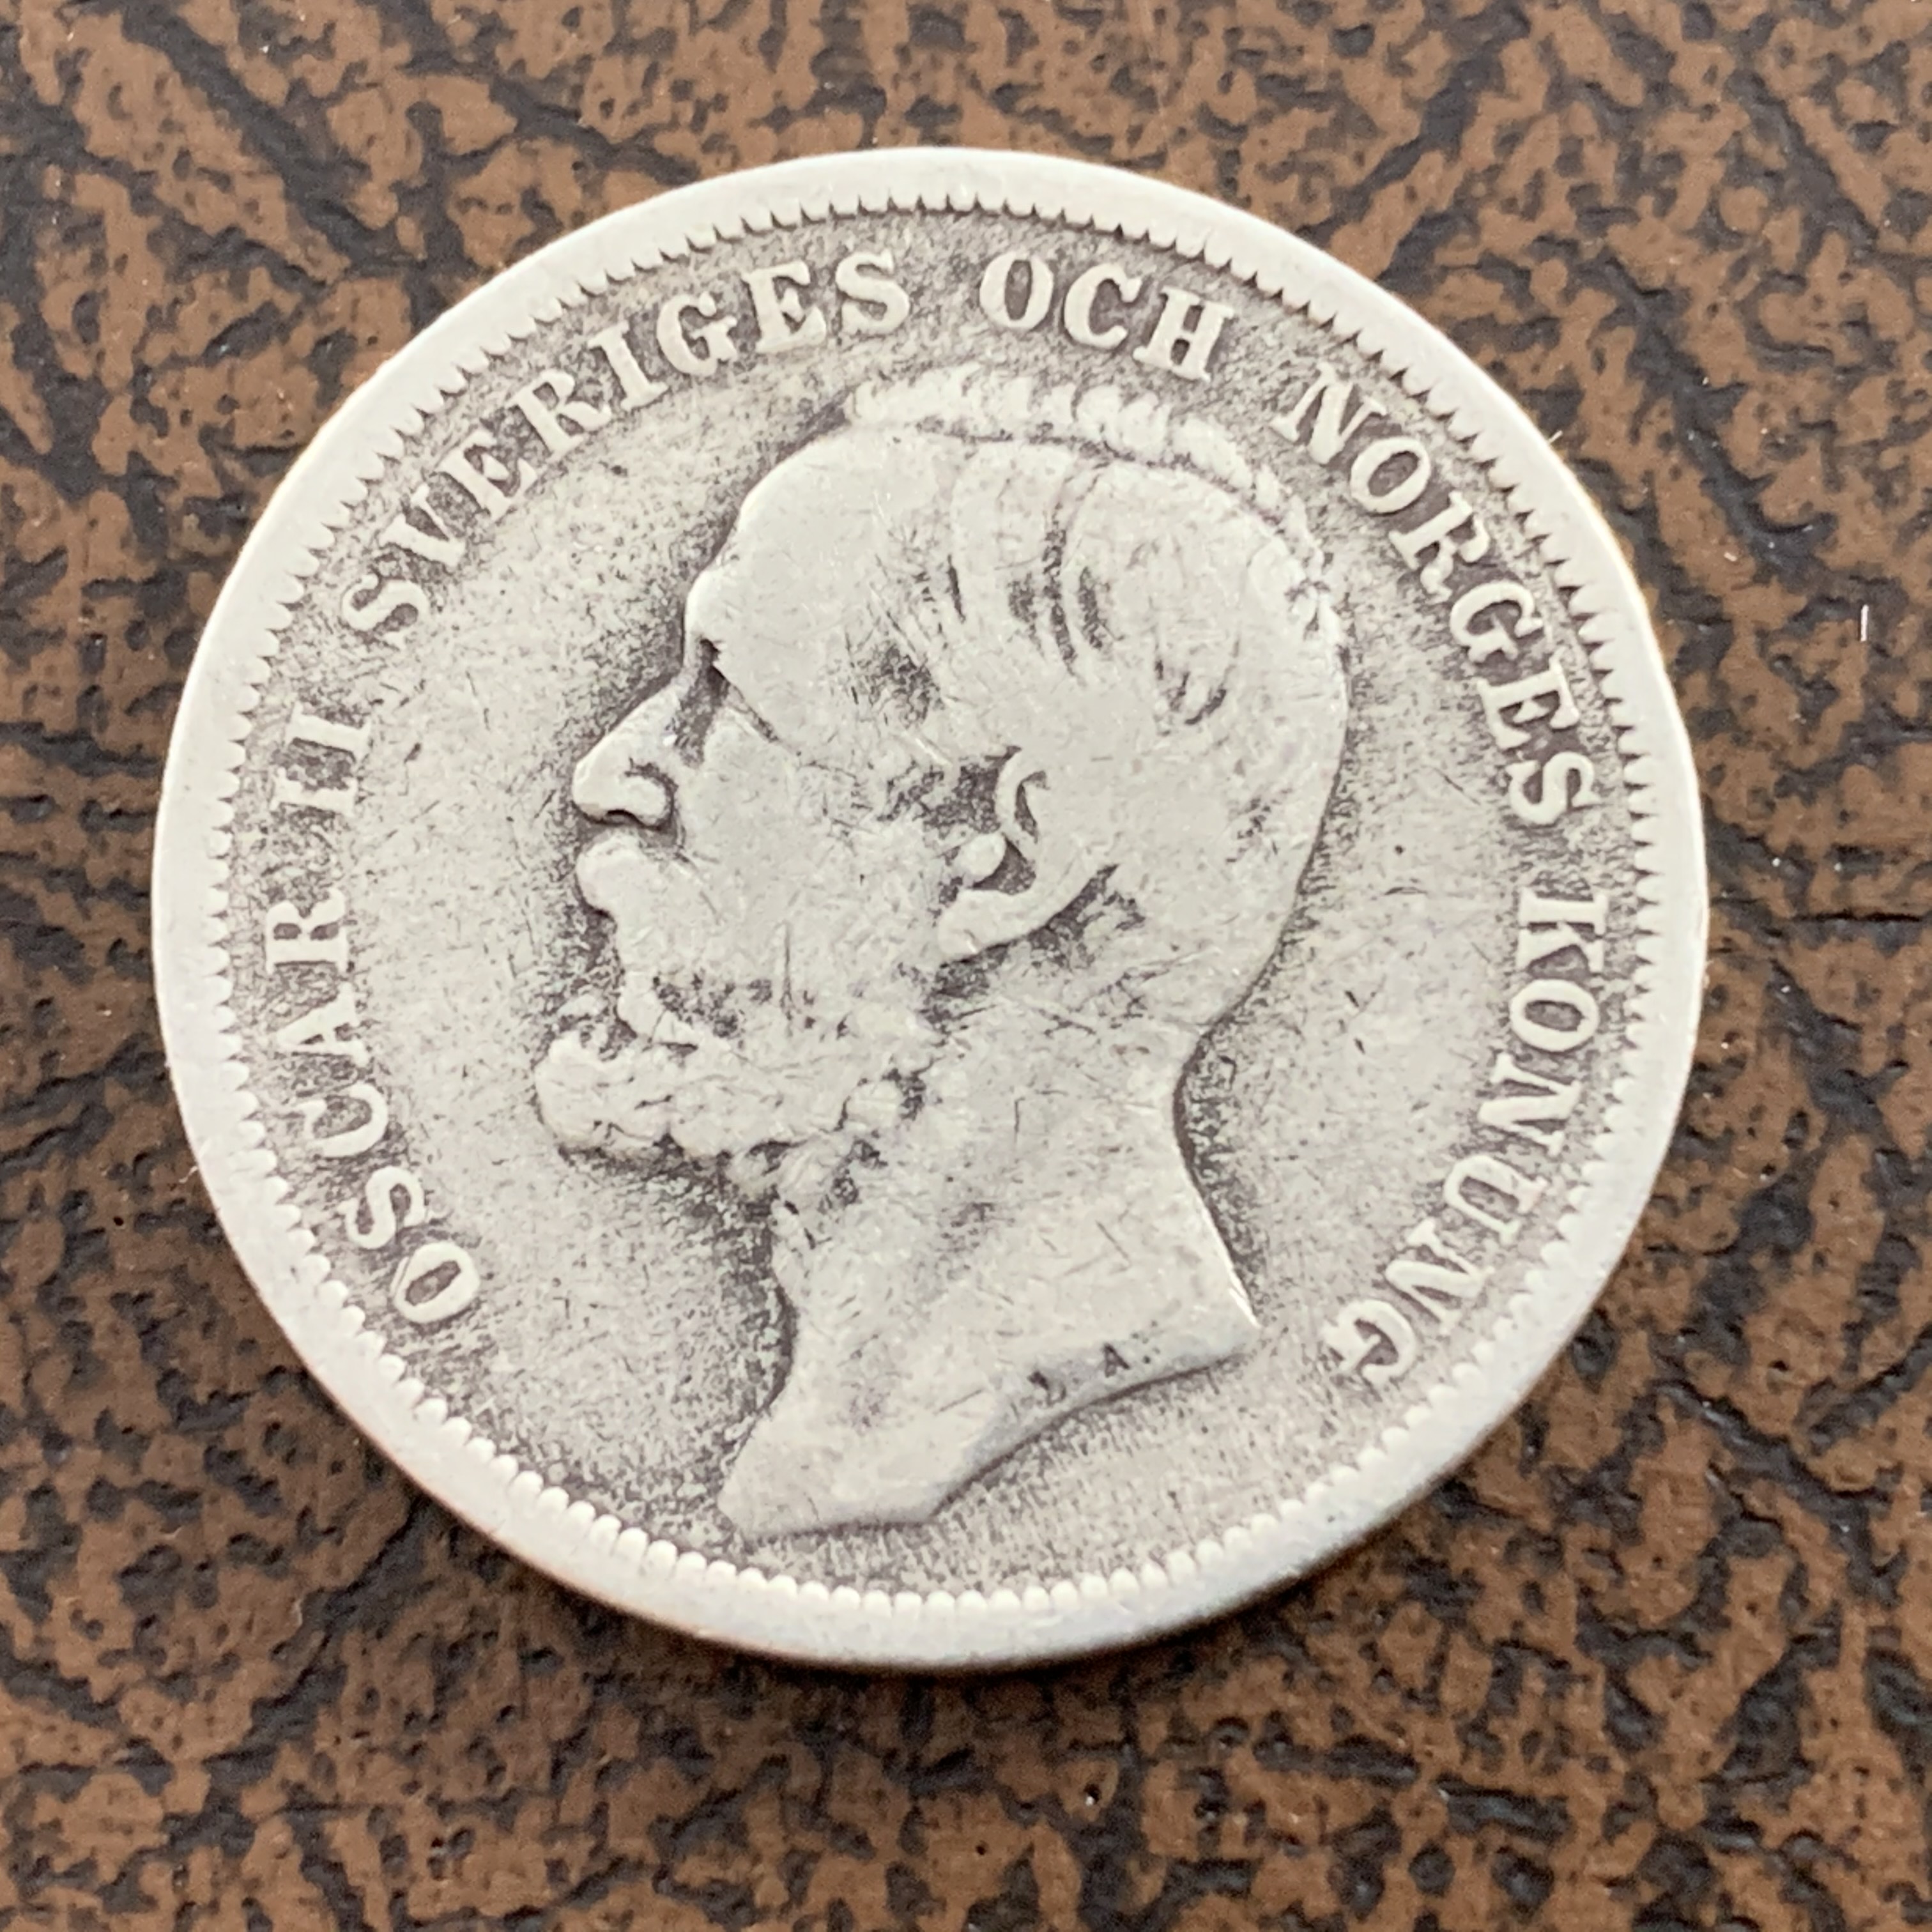 OSCAR II SVERIGES OCH NORGES KONUNG
A.